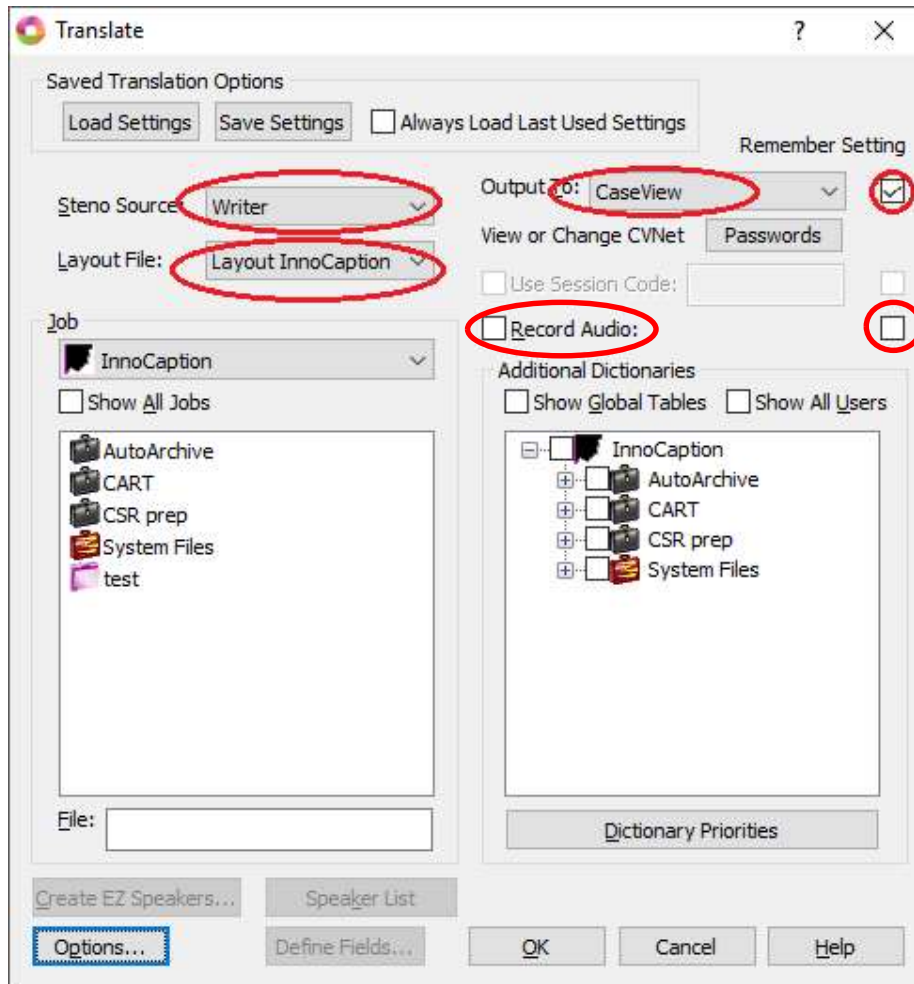 Translate
?
Saved Translation Options
Load Settings Save Settings Always Load Last Used Settings
Remember Setting
Steno Source: Writer
Output To: CaseView
View or Change CVNet Passwords
Layout File: Layout InnoCaption
Use Session Code:
Record Audio:
Job
InnoCaption
Show All Jobs
AutoArchive
CART
CSR prep
System Files
test
File:
Additional Dictionaries
Show Global Tables Show All Users
InnoCaption
AutoArchive
CART
CSR prep
System Files
Dictionary Priorities
Create EZ Speakers... Speaker List
Options... Define Fields... OK Cancel Help